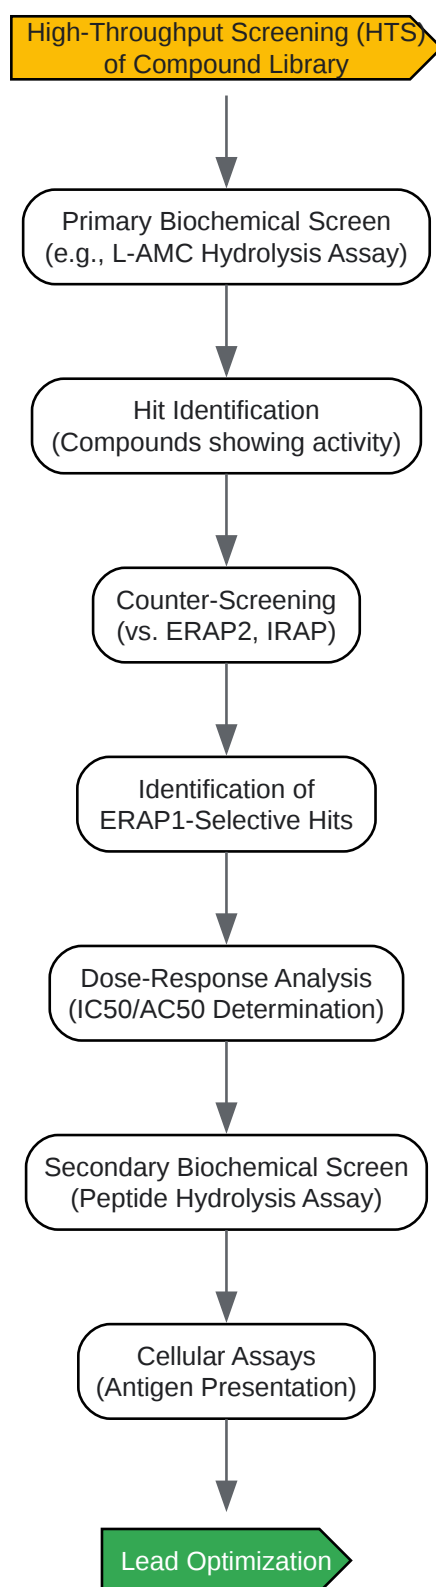 High-Throughput Screening (HTS)
of Compound Library
Primary Biochemical Screen
(e.g., L-AMC Hydrolysis Assay)
Hit Identification
(Compounds showing activity)
Counter-Screening
(vs. ERAP2, IRAP)
Identification of
ERAP1-Selective Hits
Dose-Response Analysis
(IC50/AC50 Determination)
Secondary Biochemical Screen
(Peptide Hydrolysis Assay)
Cellular Assays
(Antigen Presentation)
Lead Optimization